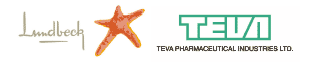 Lundbeck
TEVA
TEVA PHARMACEUTICAL INDUSTRIES LTD.